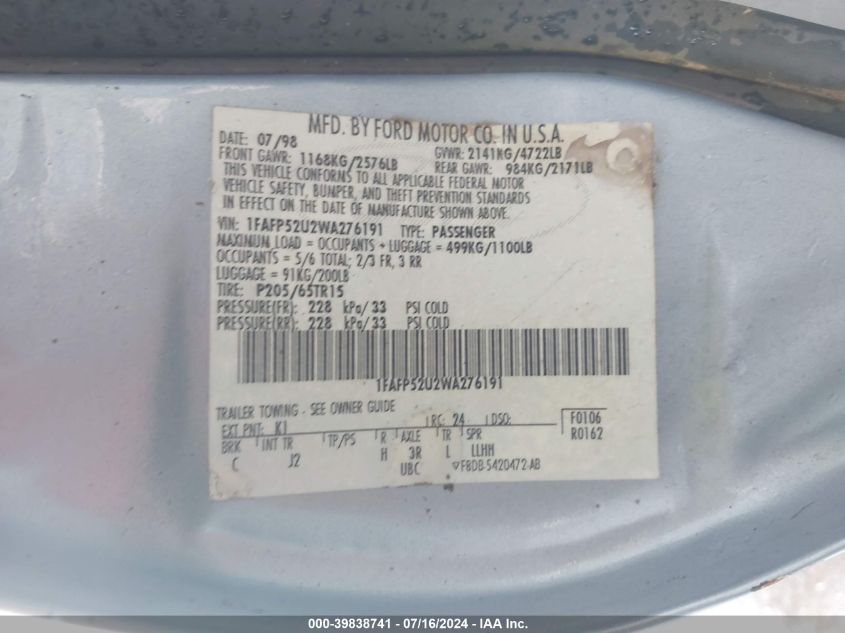 MFD. BY FORD MOTOR CO. IN U.S.A.
DATE: 07/98 GVWR: 2141KG/4722LB
FRONT GAWR: 1168KG/2576LB REAR GAWR: 984KG/2171LB
THIS VEHICLE CONFORMS TO ALL APPLICABLE FEDERAL MOTOR
VEHICLE SAFETY, BUMPER, AND THEFT PREVENTION STANDARDS
IN EFFECT ON THE DATE OF MANUFACTURE SHOWN ABOVE.
VIN: 1FAFP52U2WA276191 TYPE: PASSENGER
MAXIMUM LOAD = OCCUPANTS + LUGGAGE = 499KG/1100LB
OCCUPANTS = 5/6 TOTAL; 2/3 FR, 3 RR
LUGGAGE = 91KG/200LB
TIRE: P205/65TR15
PRESSURE(FR): 228 kPa/ 33 PSI COLD
PRESSURE(RR): 228 kPa/ 33 PSI COLD
1FAFP52U2WA276191
TRAILER TOWING - SEE OWNER GUIDE
EXT PNT: K1 RC: 24 DSO: F0106
BRK INT TR TP/PS R AXLE TR SPR R0162
C J2 H 3R L LLHH
UBC F8DB-5420472-AB
000-39838741 / 07/16/2024 - IAA Inc.